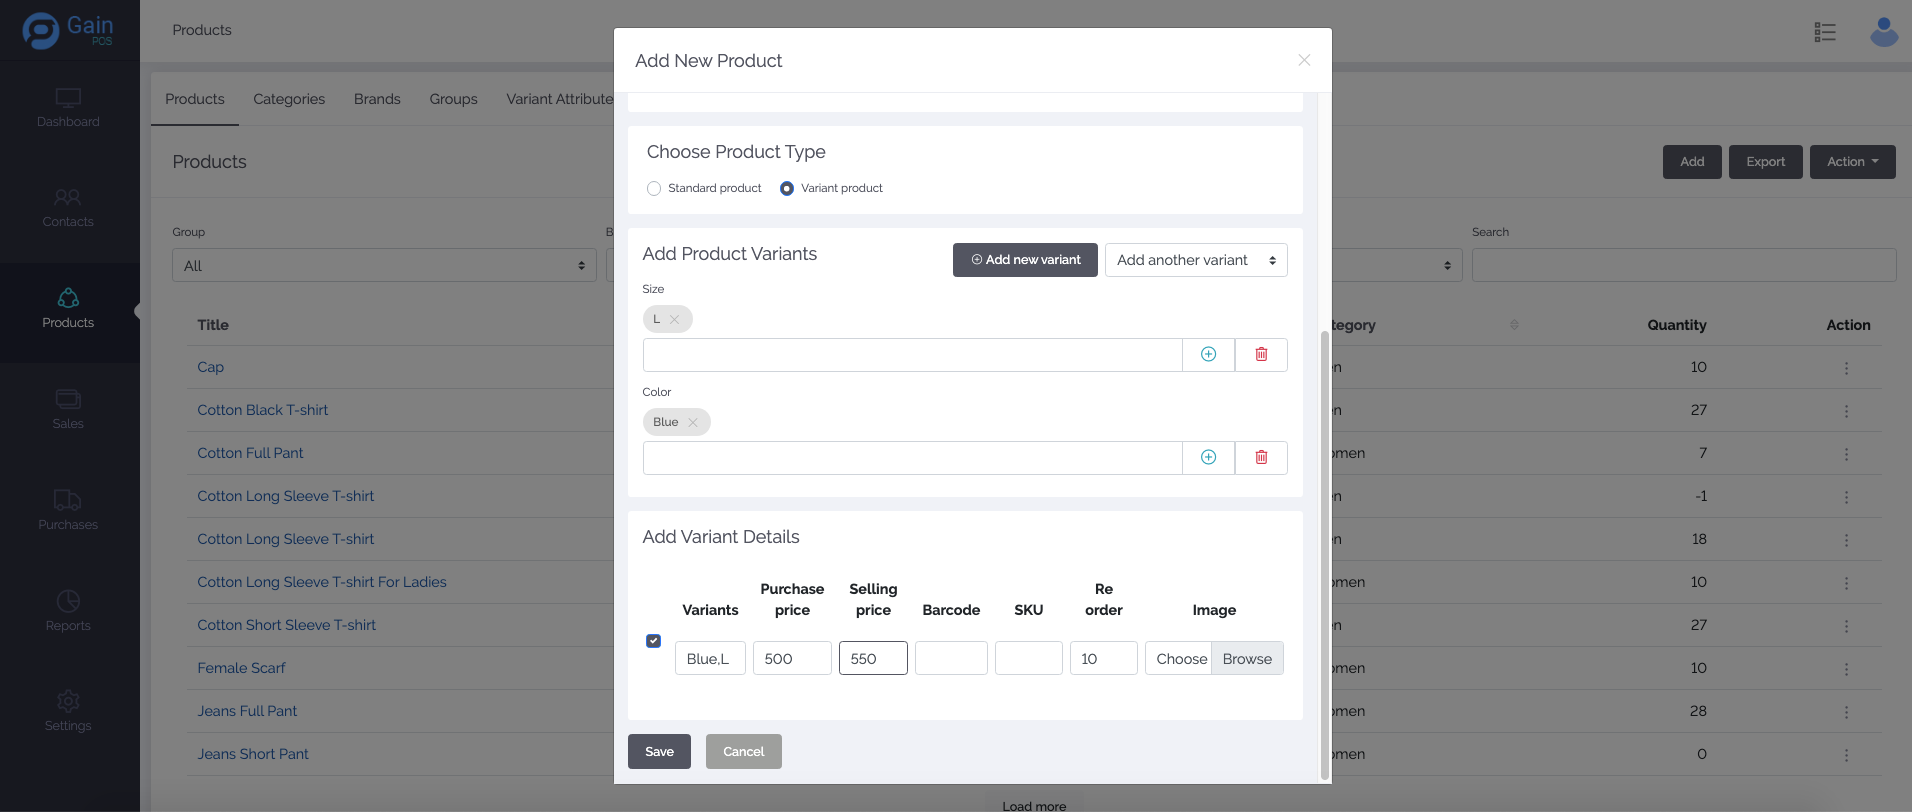 Gain
POS
Products
Dashboard
Contacts
Products
Sales
Purchases
Reports
Settings
Products Categories Brands Groups Variant Attribute
Products
Add Export Action
Group
B
Search
All
Title
tegory
Quantity
Action
Cap
en
10
Cotton Black T-shirt
en
27
Cotton Full Pant
omen
7
Cotton Long Sleeve T-shirt
en
-1
Cotton Long Sleeve T-shirt
en
18
Cotton Long Sleeve T-shirt For Ladies
omen
10
Cotton Short Sleeve T-shirt
en
27
Female Scarf
omen
10
Jeans Full Pant
omen
28
Jeans Short Pant
omen
0
Load more
Add New Product
Choose Product Type
Standard product Variant product
Add Product Variants
Add new variant
Add another variant
Size
L
Color
Blue
Add Variant Details
Variants
Purchase
price
Selling
price
Barcode
SKU
Re
order
Image
Blue,L 500 550 10 Choose Browse
Save Cancel